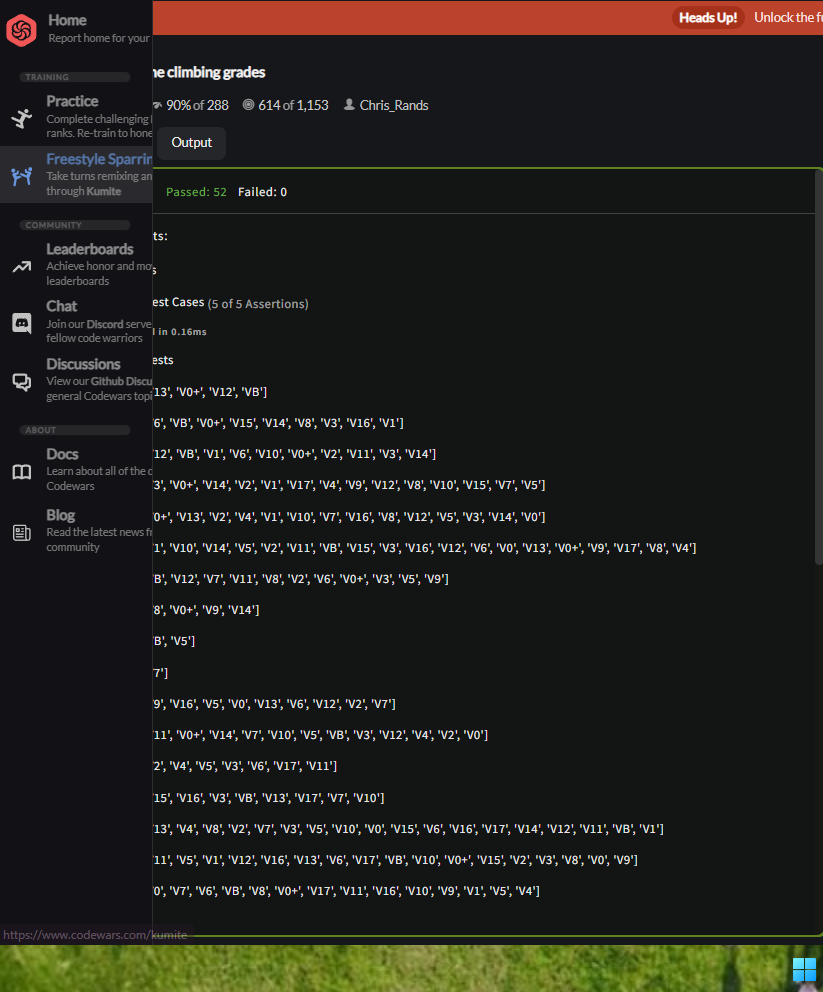 Home
Report home for your
TRAINING
Practice
Complete challenging
ranks. Re-train to hone
Freestyle Sparrin
Take turns remixing an
through Kumite
COMMUNITY
Leaderboards
Achieve honor and mo
leaderboards
Chat
Join our Discord serve
fellow code warriors
Discussions
View our Github Discu
general Codewars topi
ABOUT
Docs
Learn about all of the c
Codewars
Blog
Read the latest news fr
community
https://www.codewars.com/kumite
Heads Up! Unlock the fu
ne climbing grades
90% of 288 614 of 1,153 Chris_Rands
Output
Passed: 52 Failed: 0
ts:
s
est Cases (5 of 5 Assertions)
l in 0.16ms
ests
'13', 'V0+', 'V12', 'VB']
'6', 'VB', 'V0+', 'V15', 'V14', 'V8', 'V3', 'V16', 'V1']
'12', 'VB', 'V1', 'V6', 'V10', 'V0+', 'V2', 'V11', 'V3', 'V14']
'3', 'V0+', 'V14', 'V2', 'V1', 'V17', 'V4', 'V9', 'V12', 'V8', 'V10', 'V15', 'V7', 'V5']
'0+', 'V13', 'V2', 'V4', 'V1', 'V10', 'V7', 'V16', 'V8', 'V12', 'V5', 'V3', 'V14', 'V0']
'1', 'V10', 'V14', 'V5', 'V2', 'V11', 'VB', 'V15', 'V3', 'V16', 'V12', 'V6', 'V0', 'V13', 'V0+', 'V9', 'V17', 'V8', 'V4']
'B', 'V12', 'V7', 'V11', 'V8', 'V2', 'V6', 'V0+', 'V3', 'V5', 'V9']
'8', 'V0+', 'V9', 'V14']
'B', 'V5']
'7']
'9', 'V16', 'V5', 'V0', 'V13', 'V6', 'V12', 'V2', 'V7']
'11', 'V0+', 'V14', 'V7', 'V10', 'V5', 'VB', 'V3', 'V12', 'V4', 'V2', 'V0']
'2', 'V4', 'V5', 'V3', 'V6', 'V17', 'V11']
'15', 'V16', 'V3', 'VB', 'V13', 'V17', 'V7', 'V10']
'13', 'V4', 'V8', 'V2', 'V7', 'V3', 'V5', 'V10', 'V0', 'V15', 'V6', 'V16', 'V17', 'V14', 'V12', 'V11', 'VB', 'V1']
'11', 'V5', 'V1', 'V12', 'V16', 'V13', 'V6', 'V17', 'VB', 'V10', 'V0+', 'V15', 'V2', 'V3', 'V8', 'V0', 'V9']
'0', 'V7', 'V6', 'VB', 'V8', 'V0+', 'V17', 'V11', 'V16', 'V10', 'V9', 'V1', 'V5', 'V4']